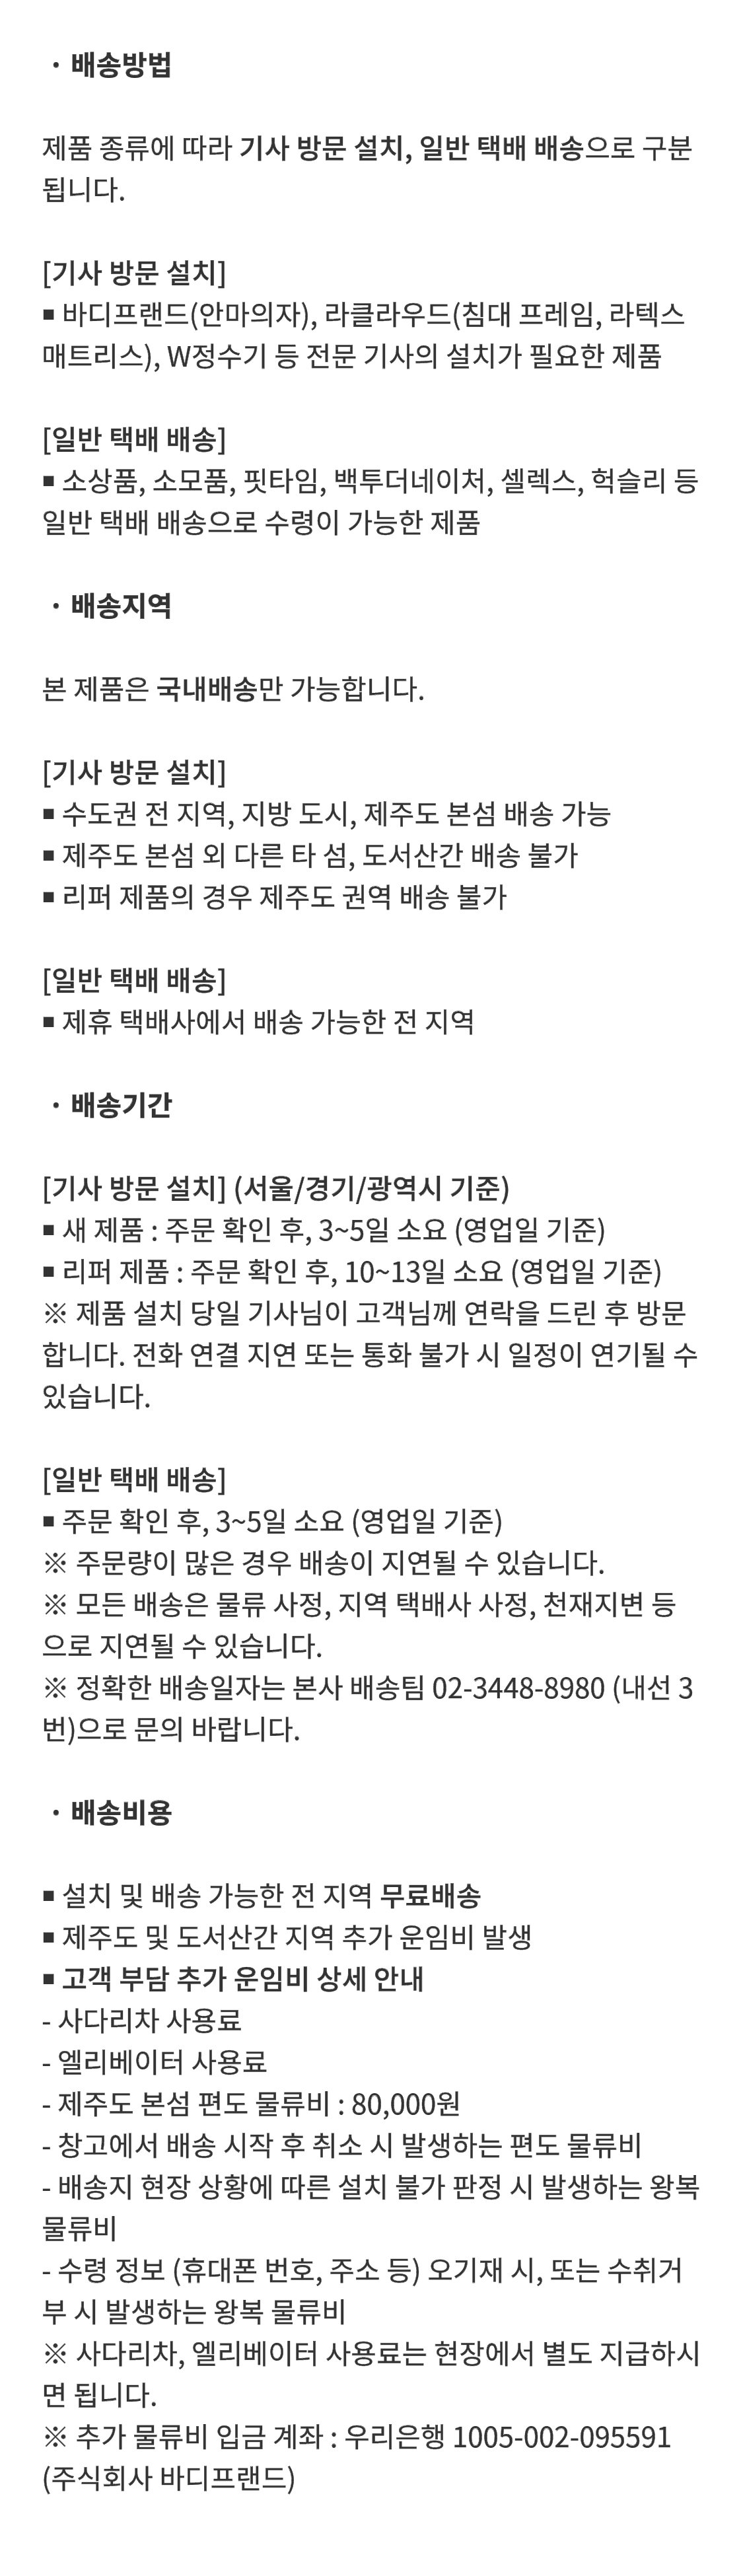 · 배송방법
제품 종류에 따라 기사 방문 설치, 일반 택배 배송으로 구분
됩니다.
[기사 방문 설치]
▪ 바디프랜드(안마의자), 라클라우드(침대 프레임, 라텍스
매트리스), W정수기 등 전문 기사의 설치가 필요한 제품
[일반 택배 배송]
▪ 소상품, 소모품, 핏타임, 백투더네이처, 셀렉스, 헉슬리 등
일반 택배 배송으로 수령이 가능한 제품
· 배송지역
본 제품은 국내배송만 가능합니다.
[기사 방문 설치]
▪ 수도권 전 지역, 지방 도시, 제주도 본섬 배송 가능
▪ 제주도 본섬 외 다른 타 섬, 도서산간 배송 불가
▪ 리퍼 제품의 경우 제주도 권역 배송 불가
[일반 택배 배송]
▪ 제휴 택배사에서 배송 가능한 전 지역
· 배송기간
[기사 방문 설치] (서울/경기/광역시 기준)
▪ 새 제품 : 주문 확인 후, 3~5일 소요 (영업일 기준)
▪ 리퍼 제품 : 주문 확인 후, 10~13일 소요 (영업일 기준)
※ 제품 설치 당일 기사님이 고객님께 연락을 드린 후 방문
합니다. 전화 연결 지연 또는 통화 불가 시 일정이 연기될 수
있습니다.
[일반 택배 배송]
▪ 주문 확인 후, 3~5일 소요 (영업일 기준)
※ 주문량이 많은 경우 배송이 지연될 수 있습니다.
※ 모든 배송은 물류 사정, 지역 택배사 사정, 천재지변 등
으로 지연될 수 있습니다.
※ 정확한 배송일자는 본사 배송팀 02-3448-8980 (내선 3
번)으로 문의 바랍니다.
· 배송비용
▪ 설치 및 배송 가능한 전 지역 무료배송
▪ 제주도 및 도서산간 지역 추가 운임비 발생
▪ 고객 부담 추가 운임비 상세 안내
- 사다리차 사용료
- 엘리베이터 사용료
- 제주도 본섬 편도 물류비 : 80,000원
- 창고에서 배송 시작 후 취소 시 발생하는 편도 물류비
- 배송지 현장 상황에 따른 설치 불가 판정 시 발생하는 왕복
물류비
- 수령 정보 (휴대폰 번호, 주소 등) 오기재 시, 또는 수취거
부 시 발생하는 왕복 물류비
※ 사다리차, 엘리베이터 사용료는 현장에서 별도 지급하시
면 됩니다.
※ 추가 물류비 입금 계좌 : 우리은행 1005-002-095591
(주식회사 바디프랜드)